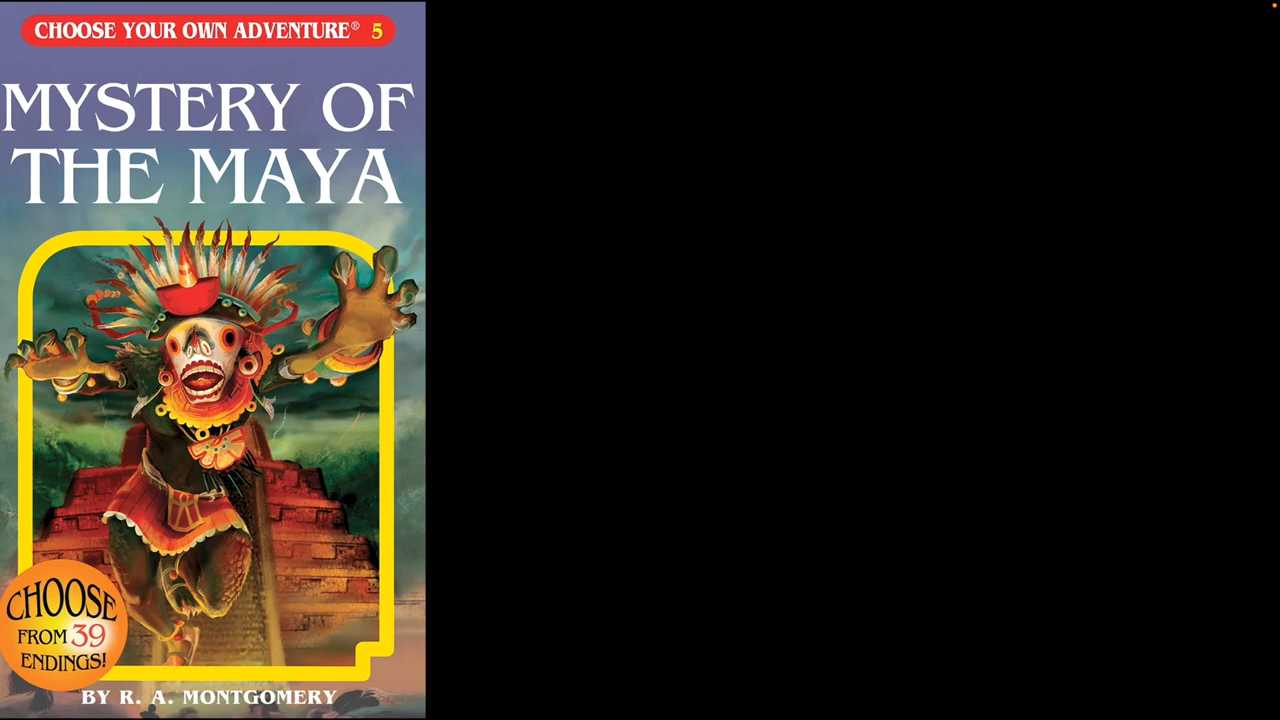 CHOOSE YOUR OWN ADVENTURE® 5
MYSTERY OF
THE MAYA
CHOOSE
FROM 39
ENDINGS!
BY R. A. MONTGOMERY